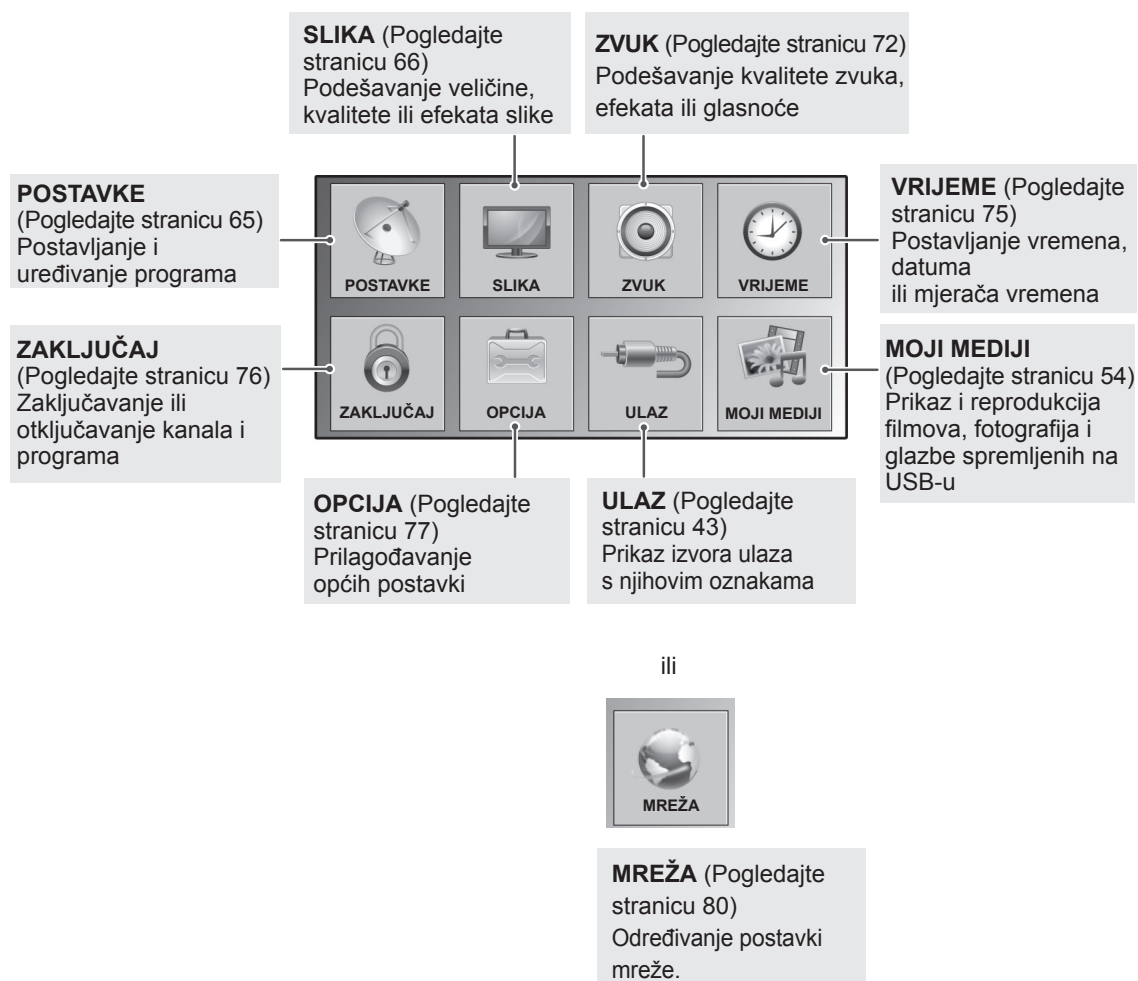 SLIKA (Pogledajte
stranicu 66)
Podešavanje veličine,
kvalitete ili efekata slike
ZVUK (Pogledajte stranicu 72)
Podešavanje kvalitete zvuka,
efekata ili glasnoće
POSTAVKE
(Pogledajte stranicu 65)
Postavljanje i
uređivanje programa
VRIJEME (Pogledajte
stranicu 75)
Postavljanje vremena,
datuma
ili mjerača vremena
POSTAVKE
SLIKA
ZVUK
VRIJEME
ZAKLJUČAJ
(Pogledajte stranicu 76)
Zaključavanje ili
otključavanje kanala i
programa
MOJI MEDIJI
(Pogledajte stranicu 54)
Prikaz i reprodukcija
filmova, fotografija i
glazbe spremljenih na
USB-u
ZAKLJUČAJ
OPCIJA
ULAZ
MOJI MEDIJI
OPCIJA (Pogledajte
stranicu 77)
Prilagođavanje
općih postavki
ULAZ (Pogledajte
stranicu 43)
Prikaz izvora ulaza
s njihovim oznakama
ili
MREŽA
MREŽA (Pogledajte
stranicu 80)
Određivanje postavki
mreže.